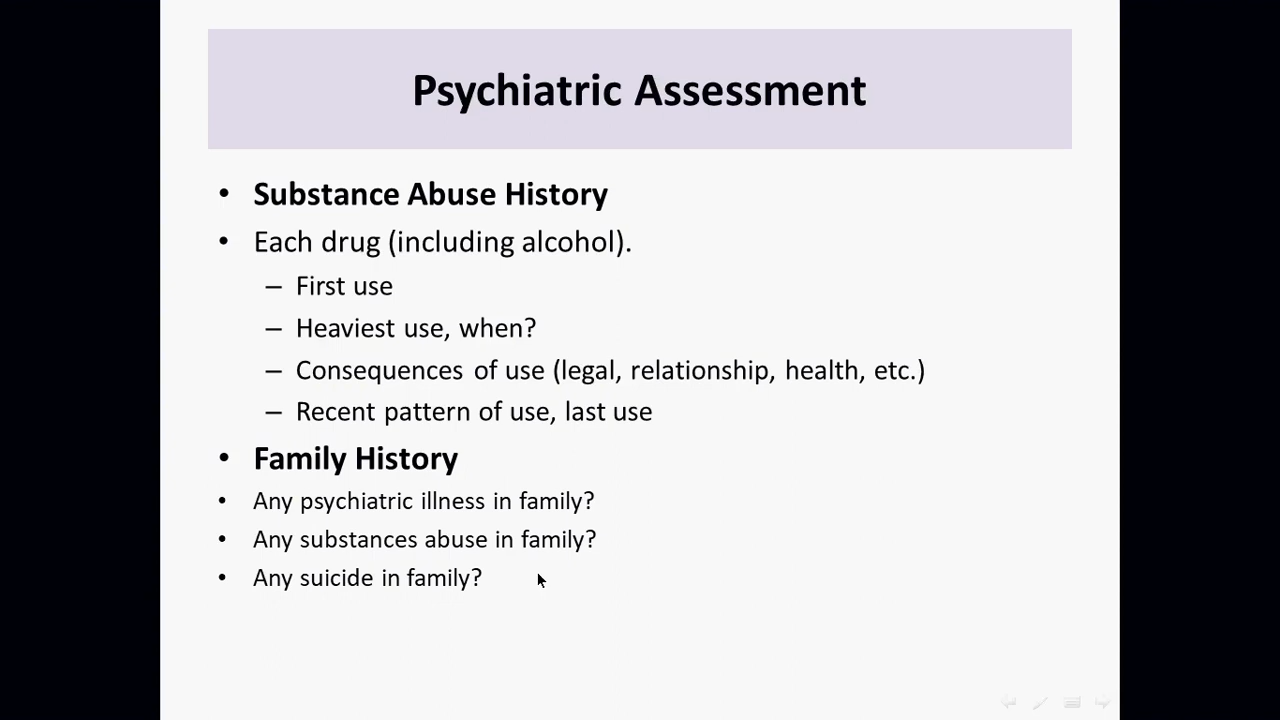 Psychiatric Assessment
• Substance Abuse History
• Each drug (including alcohol).
– First use
– Heaviest use, when?
– Consequences of use (legal, relationship, health, etc.)
– Recent pattern of use, last use
• Family History
• Any psychiatric illness in family?
• Any substances abuse in family?
• Any suicide in family?